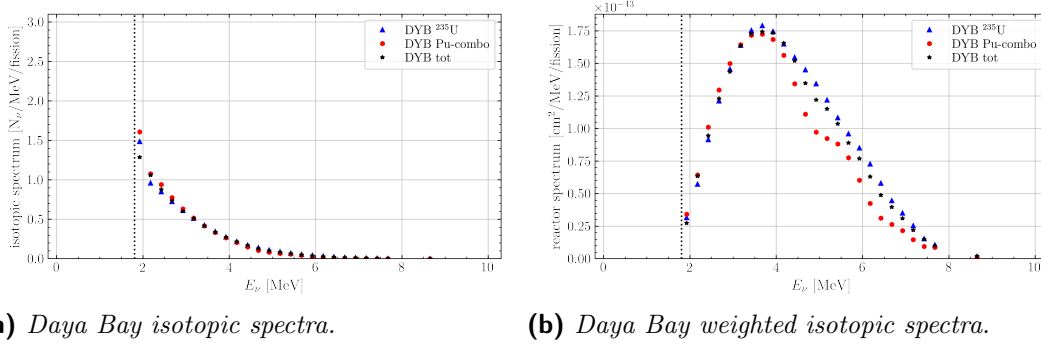 3.0
2.5
2.0
1.5
1.0
0.5
0.0
isotopic spectrum [Nν/MeV/fission]
DYB ²³⁵U
DYB Pu-combo
DYB tot
0 2 4 6 8 10
Eν [MeV]
×10⁻⁴³
1.75
1.50
1.25
1.00
0.75
0.50
0.25
0.00
reactor spectrum [cm²/MeV/fission]
DYB ²³⁵U
DYB Pu-combo
DYB tot
0 2 4 6 8 10
Eν [MeV]
) Daya Bay isotopic spectra.
(b) Daya Bay weighted isotopic spectra.